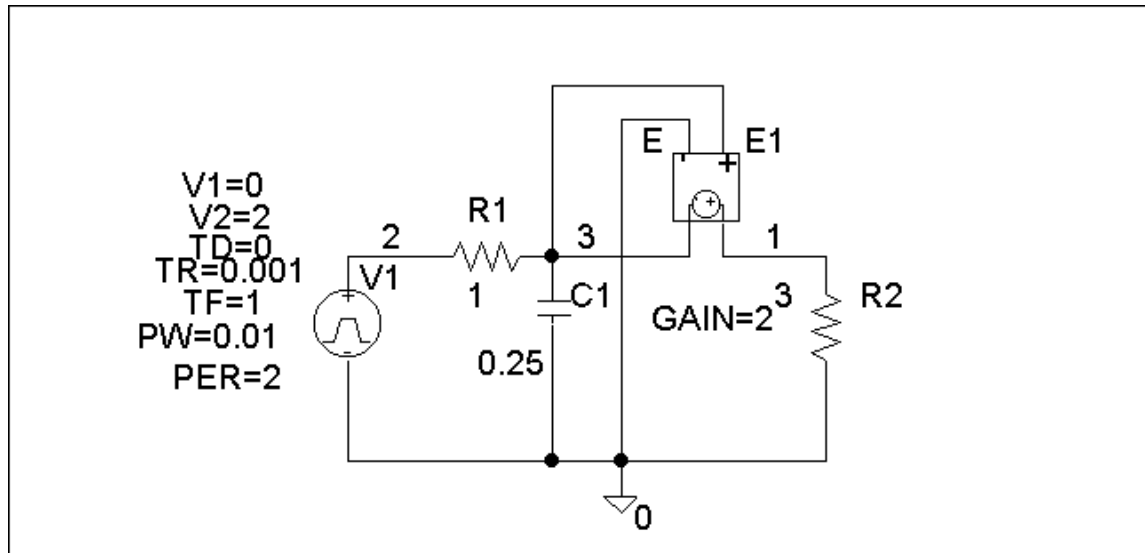 V1=0
V2=2
TD=0
TR=0.001
TF=1
PW=0.01
PER=2
V1
2
R1
1
3
C1
0.25
E
E1
-
+
GAIN=2
1
3
R2
0